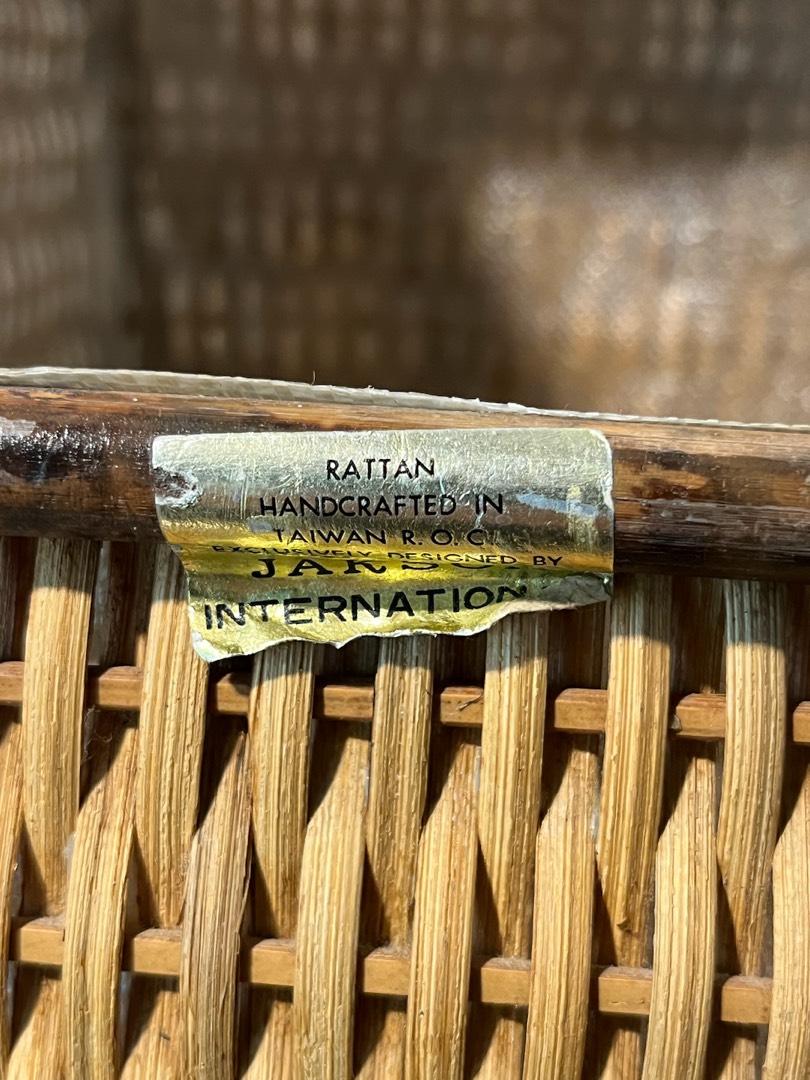 RATTAN
HANDCRAFTED IN
TAIWAN R.O.C.
EXCLUSIVELY DESIGNED BY
INTERNATION